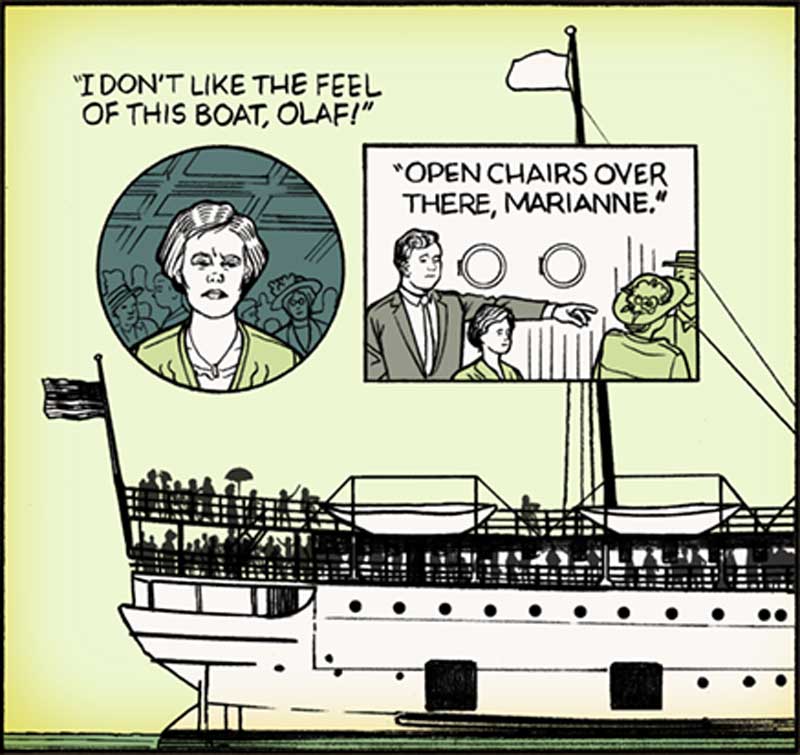 "I DON'T LIKE THE FEEL
OF THIS BOAT, OLAF!"
"OPEN CHAIRS OVER
THERE, MARIANNE."